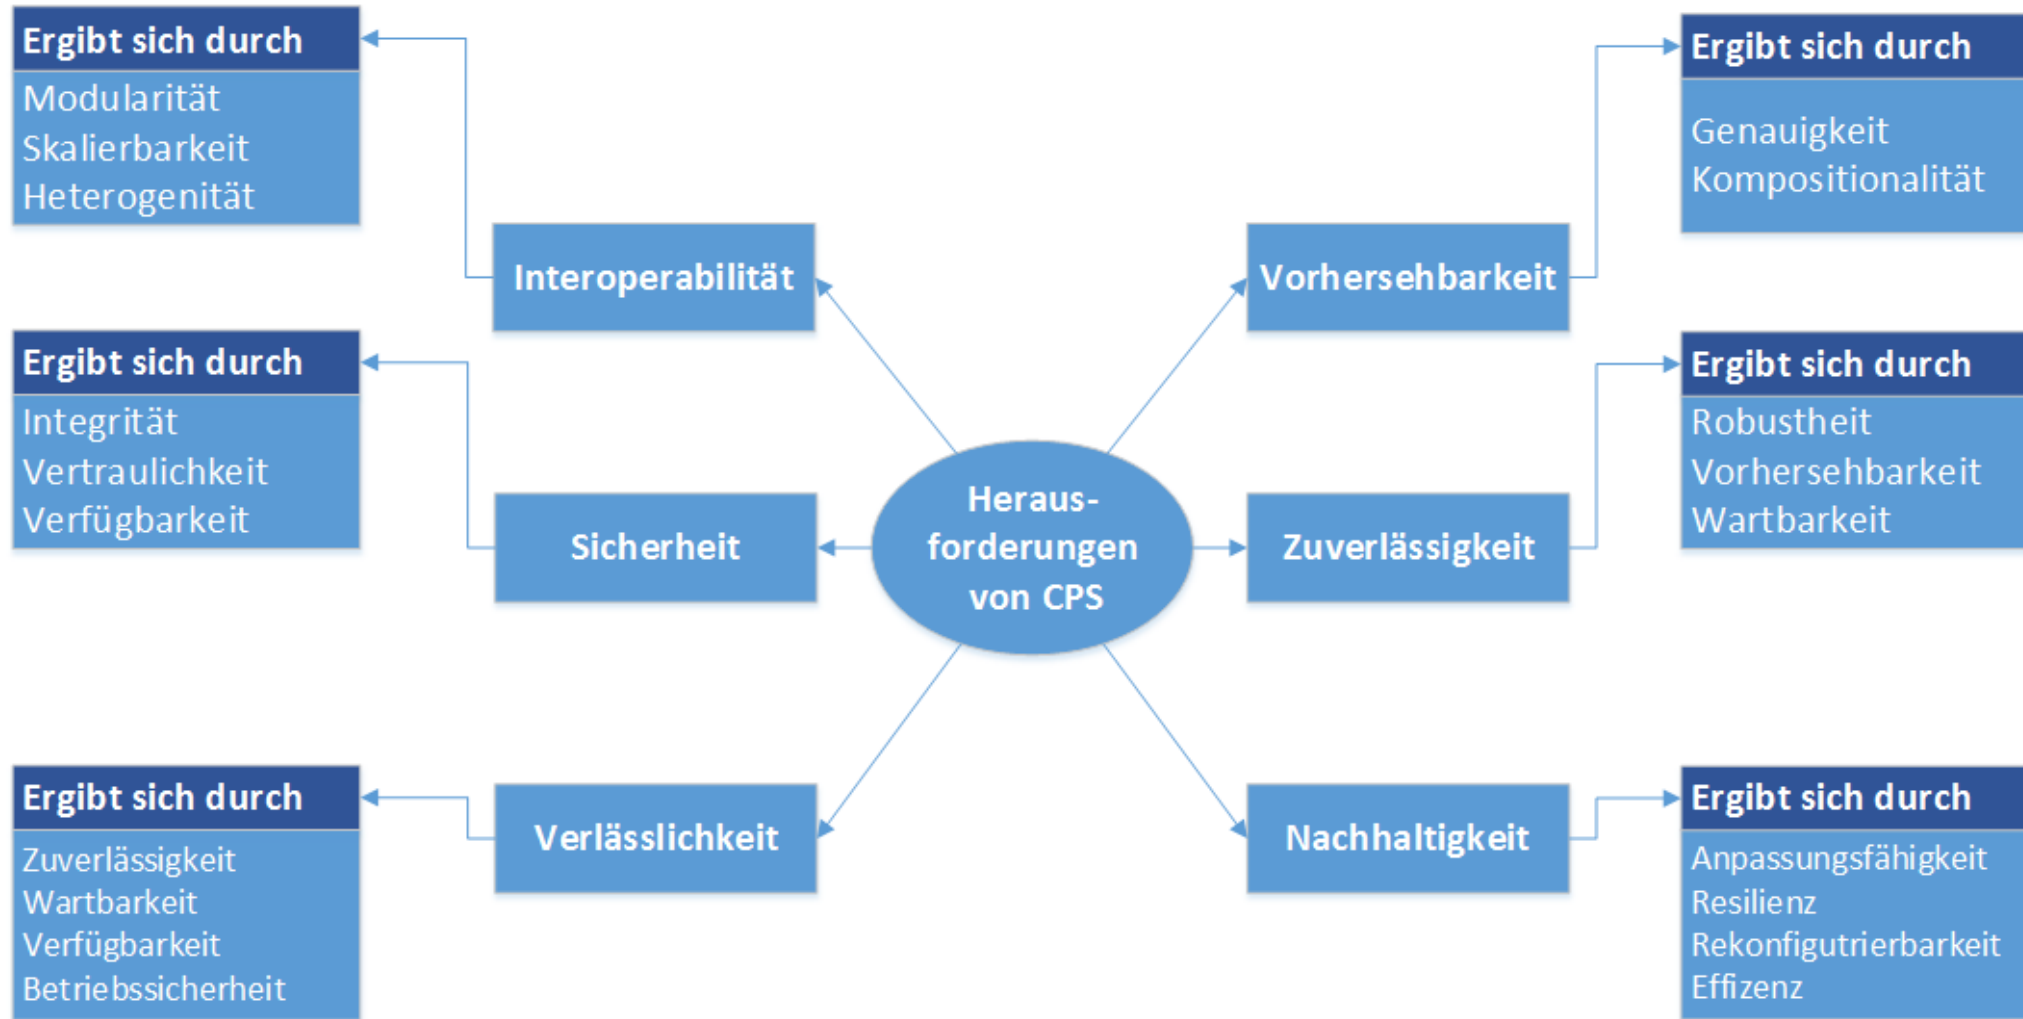 Ergibt sich durch
Modularität
Skalierbarkeit
Heterogenität
Interoperabilität
Ergibt sich durch
Integrität
Vertraulichkeit
Verfügbarkeit
Sicherheit
Ergibt sich durch
Zuverlässigkeit
Wartbarkeit
Verfügbarkeit
Betriebssicherheit
Verlässlichkeit
Heraus-
forderungen
von CPS
Vorhersehbarkeit
Ergibt sich durch
Genauigkeit
Kompositionalität
Zuverlässigkeit
Ergibt sich durch
Robustheit
Vorhersehbarkeit
Wartbarkeit
Nachhaltigkeit
Ergibt sich durch
Anpassungsfähigkeit
Resilienz
Rekonfigutrierbarkeit
Effizenz